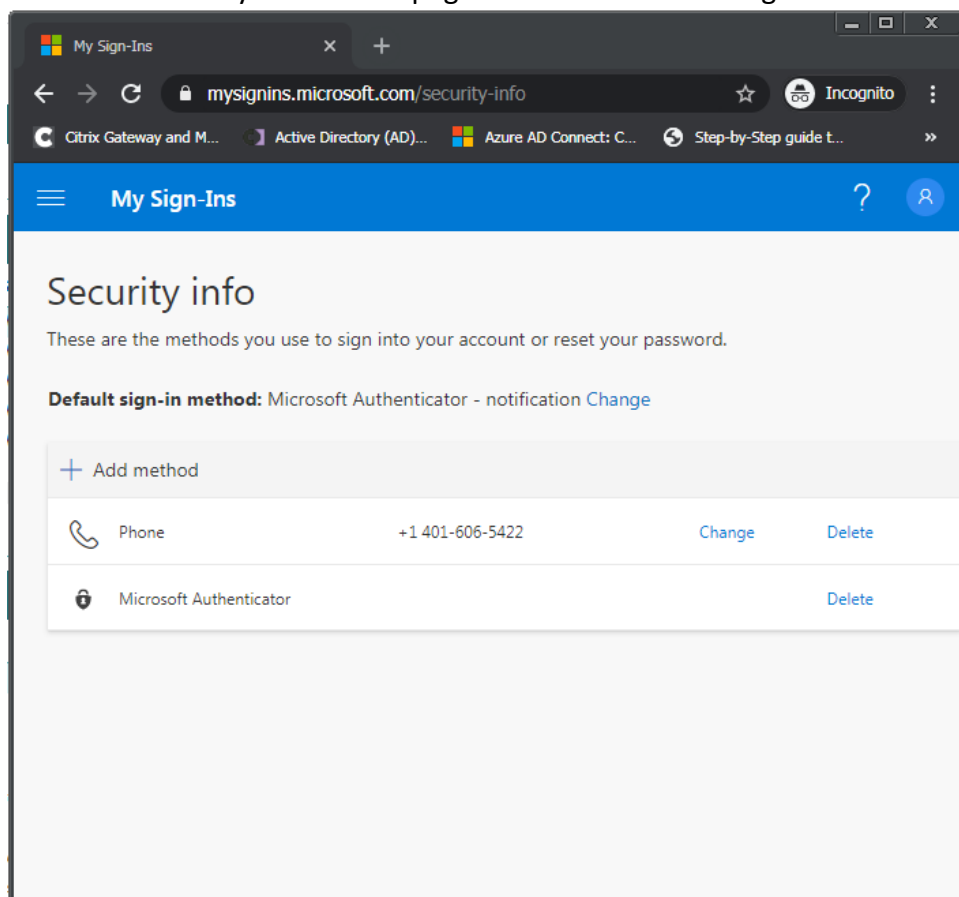 My Sign-Ins
mysignins.microsoft.com/security-info
Incognito
Citrix Gateway and M... Active Directory (AD)... Azure AD Connect: C... Step-by-Step guide t... »
My Sign-Ins ?
Security info
These are the methods you use to sign into your account or reset your password.
Default sign-in method: Microsoft Authenticator - notification Change
Add method
Phone +1 401-606-5422 Change Delete
Microsoft Authenticator Delete